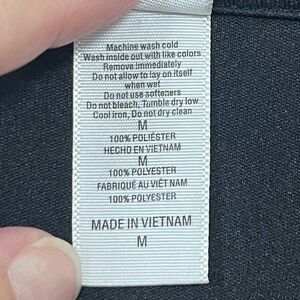 Machine wash cold
Wash inside out with like colors
Remove immediately
Do not allow to lay on itself
when wet
Do not use softeners
Do not bleach, Tumble dry low
Cool iron, Do not dry clean
M
100% POLIÉSTER
HECHO EN VIETNAM
M
100% POLYESTER
FABRIQUÉ AU VIÊT NAM
100% POLYESTER
MADE IN VIETNAM
M